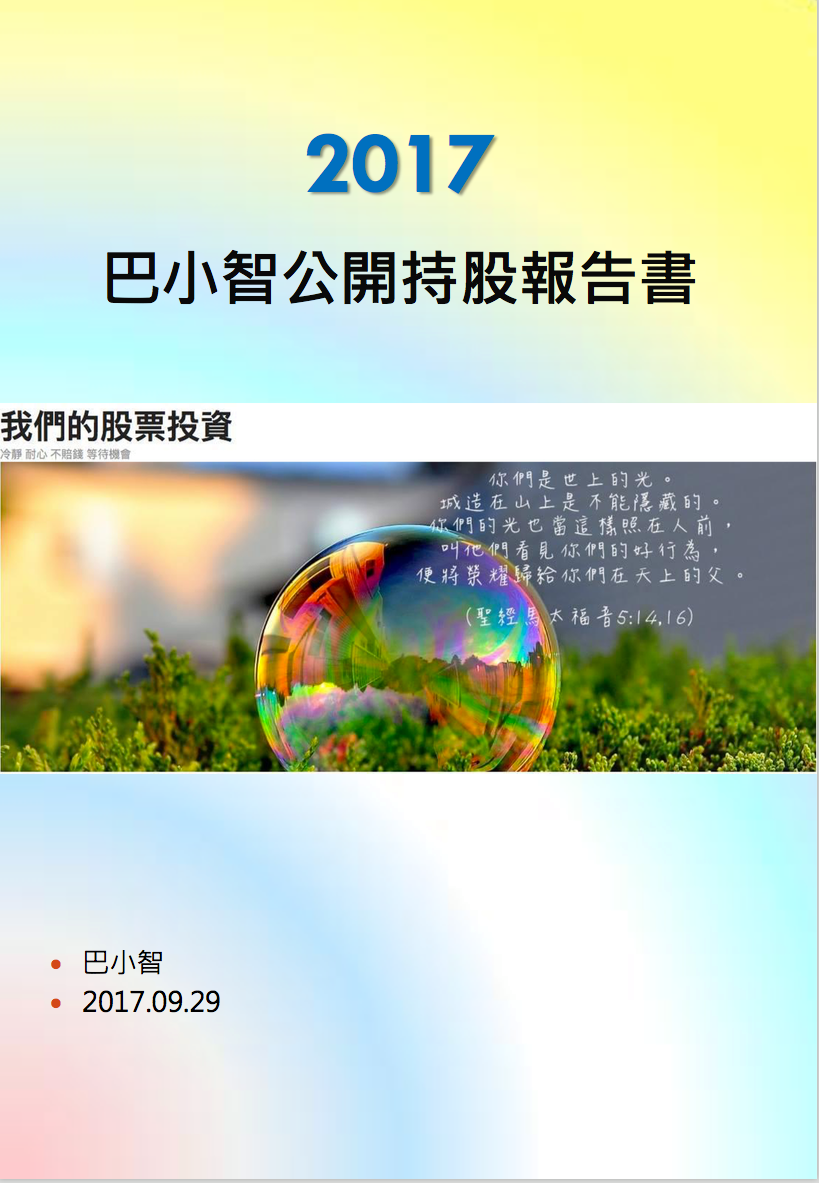 2017
巴小智公開持股報告書
我們的股票投資
冷靜 耐心 不賠錢 等待機會
你們是世上的光。
城造在山上是不能隱藏的。
你們的光也當這樣照在人前，
叫他們看見你們的好行為，
便將榮耀歸給你們在天上的父。
(聖經馬太福音5:14,16)
• 巴小智
• 2017.09.29